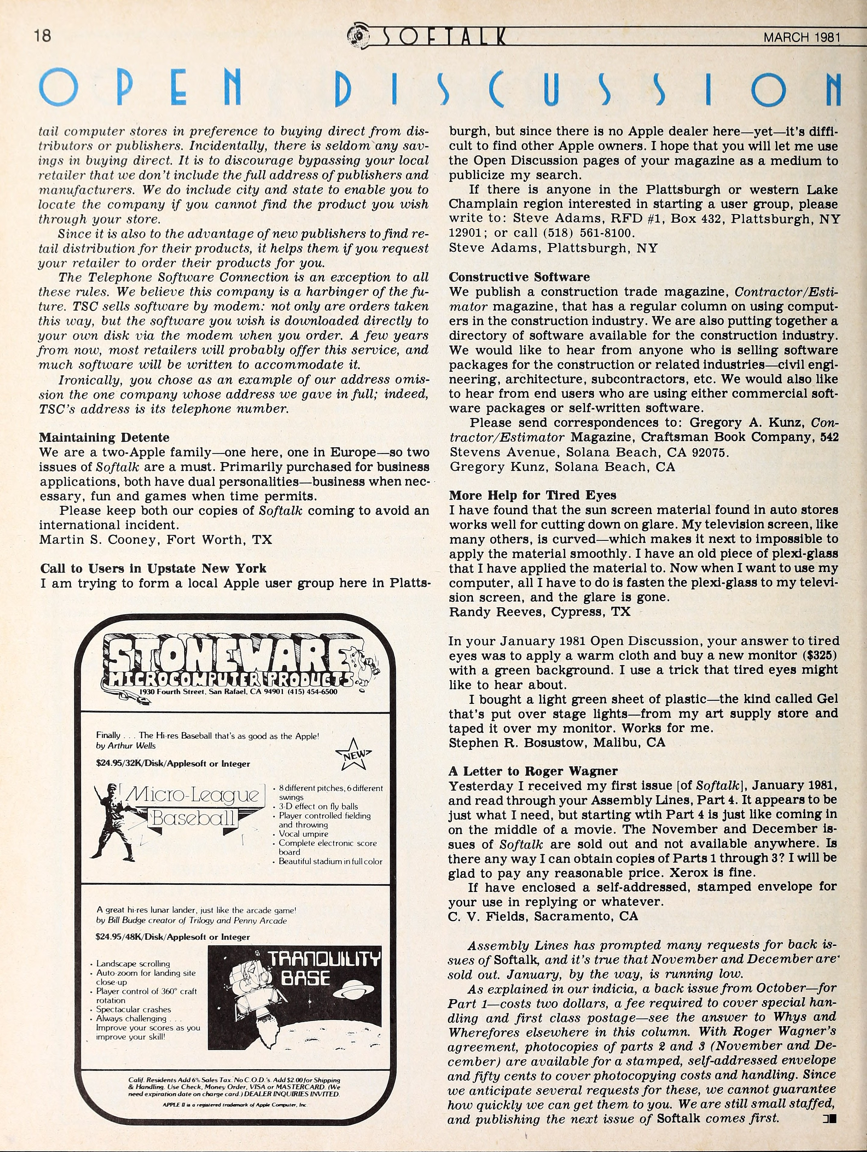 18
SOFTALK
MARCH 1981
OPEN DISCUSSION
tail computer stores in preference to buying direct from dis-
tributors or publishers. Incidentally, there is seldom any sav-
ings in buying direct. It is to discourage bypassing your local
retailer that we don't include the full address of publishers and
manufacturers. We do include city and state to enable you to
locate the company if you cannot find the product you wish
through your store.
Since it is also to the advantage of new publishers to find re-
tail distribution for their products, it helps them if you request
your retailer to order their products for you.
The Telephone Software Connection is an exception to all
these rules. We believe this company is a harbinger of the fu-
ture. TSC sells software by modem: not only are orders taken
this way, but the software you wish is downloaded directly to
your own disk via the modem when you order. A few years
from now, most retailers will probably offer this service, and
much software will be written to accommodate it.
Ironically, you chose as an example of our address omis-
sion the one company whose address we gave in full; indeed,
TSC's address is its telephone number.
Maintaining Detente
We are a two-Apple family—one here, one in Europe—so two
issues of Softalk are a must. Primarily purchased for business
applications, both have dual personalities—business when nec-
essary, fun and games when time permits.
Please keep both our copies of Softalk coming to avoid an
international incident.
Martin S. Cooney, Fort Worth, TX
Call to Users in Upstate New York
I am trying to form a local Apple user group here in Platts-
STONEWARE
MICROCOMPUTER PRODUCTS
1930 Fourth Street, San Rafael, CA 94901 (415) 454-6500
Finally . . . The Hi-res Baseball that's as good as the Apple!
by Arthur Wells
NEW
$24.95/32K/Disk/Applesoft or Integer
Micro-League
Baseball
• 8 different pitches, 6 different
swings
• 3-D effect on fly balls
• Player controlled fielding
and throwing
• Vocal umpire
• Complete electronic score
board
• Beautiful stadium in full color
A great hi-res lunar lander, just like the arcade game!
by Bill Budge creator of Trilogy and Penny Arcade
$24.95/48K/Disk/Applesoft or Integer
• Landscape scrolling
• Auto-zoom for landing site
close-up
• Player control of 360° craft
rotation
• Spectacular crashes
• Always challenging . . .
Improve your scores as you
improve your skill!
TRANQUILITY
BASE
Calif. Residents Add 6% Sales Tax. No C.O.D.'s. Add $2.00 for Shipping
& Handling. Use Check, Money Order, VISA or MASTERCARD. (We
need expiration date on charge card.) DEALER INQUIRIES INVITED.
APPLE II is a registered trademark of Apple Computer, Inc.
burgh, but since there is no Apple dealer here—yet—it's diffi-
cult to find other Apple owners. I hope that you will let me use
the Open Discussion pages of your magazine as a medium to
publicize my search.
If there is anyone in the Plattsburgh or western Lake
Champlain region interested in starting a user group, please
write to: Steve Adams, RFD #1, Box 432, Plattsburgh, NY
12901; or call (518) 561-8100.
Steve Adams, Plattsburgh, NY
Constructive Software
We publish a construction trade magazine, Contractor/Esti-
mator magazine, that has a regular column on using comput-
ers in the construction industry. We are also putting together a
directory of software available for the construction industry.
We would like to hear from anyone who is selling software
packages for the construction or related industries—civil engi-
neering, architecture, subcontractors, etc. We would also like
to hear from end users who are using either commercial soft-
ware packages or self-written software.
Please send correspondences to: Gregory A. Kunz, Con-
tractor/Estimator Magazine, Craftsman Book Company, 542
Stevens Avenue, Solana Beach, CA 92075.
Gregory Kunz, Solana Beach, CA
More Help for Tired Eyes
I have found that the sun screen material found in auto stores
works well for cutting down on glare. My television screen, like
many others, is curved—which makes it next to impossible to
apply the material smoothly. I have an old piece of plexi-glass
that I have applied the material to. Now when I want to use my
computer, all I have to do is fasten the plexi-glass to my televi-
sion screen, and the glare is gone.
Randy Reeves, Cypress, TX
In your January 1981 Open Discussion, your answer to tired
eyes was to apply a warm cloth and buy a new monitor ($325)
with a green background. I use a trick that tired eyes might
like to hear about.
I bought a light green sheet of plastic—the kind called Gel
that's put over stage lights—from my art supply store and
taped it over my monitor. Works for me.
Stephen R. Bosustow, Malibu, CA
A Letter to Roger Wagner
Yesterday I received my first issue [of Softalk], January 1981,
and read through your Assembly Lines, Part 4. It appears to be
just what I need, but starting wtih Part 4 is just like coming in
on the middle of a movie. The November and December is-
sues of Softalk are sold out and not available anywhere. Is
there any way I can obtain copies of Parts 1 through 3? I will be
glad to pay any reasonable price. Xerox is fine.
If have enclosed a self-addressed, stamped envelope for
your use in replying or whatever.
C. V. Fields, Sacramento, CA
Assembly Lines has prompted many requests for back is-
sues of Softalk, and it's true that November and December are
sold out. January, by the way, is running low.
As explained in our indicia, a back issue from October—for
Part 1—costs two dollars, a fee required to cover special han-
dling and first class postage—see the answer to Whys and
Wherefores elsewhere in this column. With Roger Wagner's
agreement, photocopies of parts 2 and 3 (November and De-
cember) are available for a stamped, self-addressed envelope
and fifty cents to cover photocopying costs and handling. Since
we anticipate several requests for these, we cannot guarantee
how quickly we can get them to you. We are still small staffed,
and publishing the next issue of Softalk comes first.